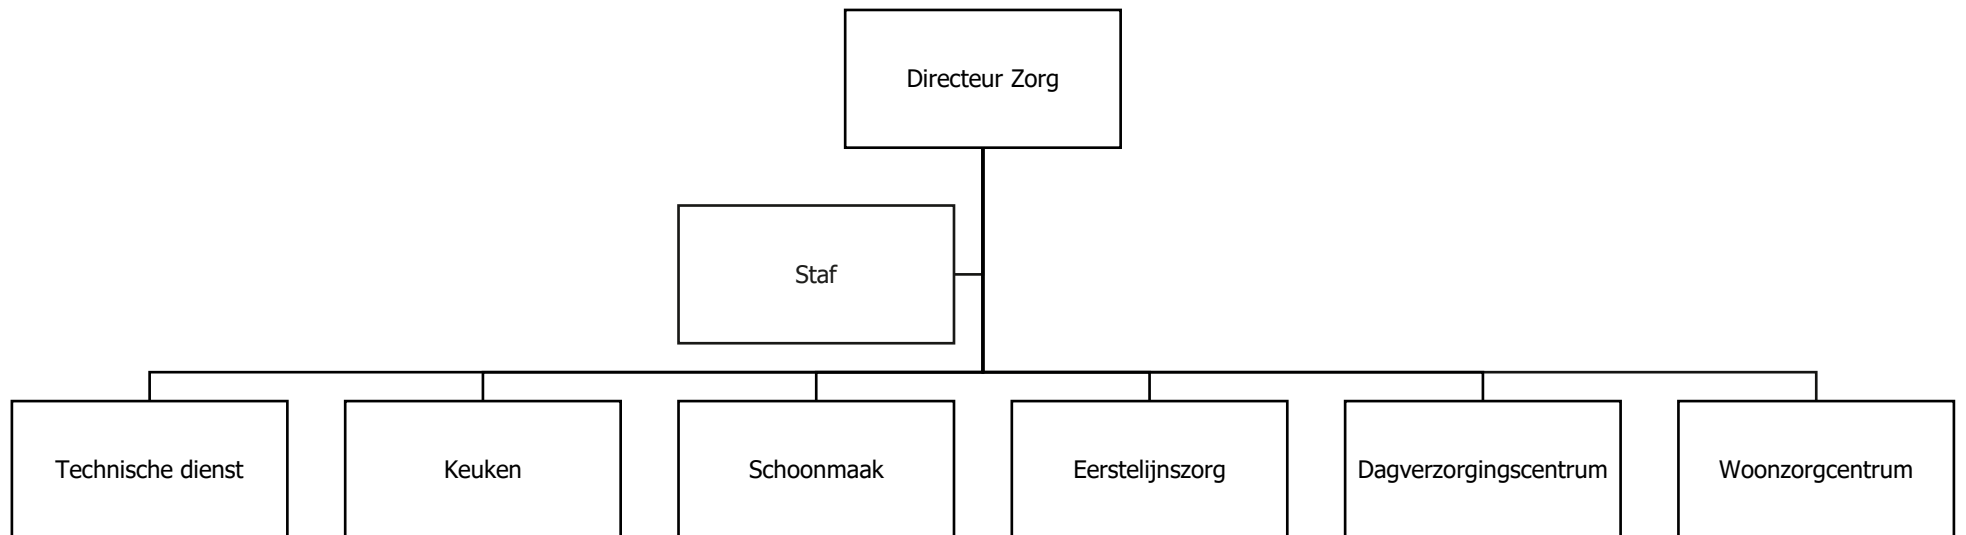 Directeur Zorg
Staf
Technische dienst
Keuken
Schoonmaak
Eerstelijnszorg
Dagverzorgingscentrum
Woonzorgcentrum